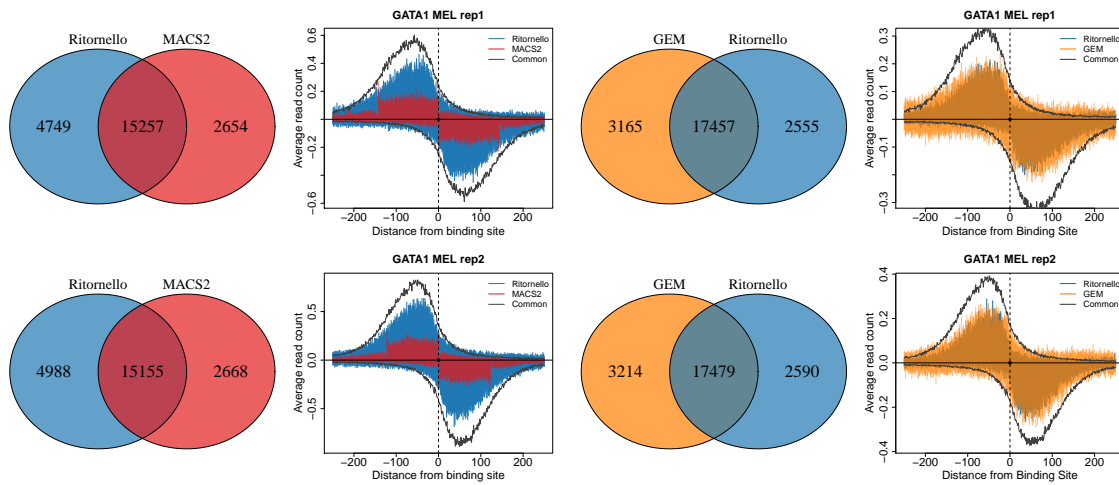 Ritornello MACS2
4749 15257 2654
GATA1 MEL rep1
Average read count
0.6
0.4
0.2
0
-0.2
-0.6
Ritornello
MACS2
Common
−200 −100 0 100 200
Distance from binding site
GEM Ritornello
3165 17457 2555
GATA1 MEL rep1
Average read count
0.3
0.2
0.1
0
-0.1
-0.3
Ritornello
GEM
Common
−200 −100 0 100 200
Distance from Binding Site
Ritornello MACS2
4988 15155 2668
GATA1 MEL rep2
Average read count
0.5
0.0
-0.5
Ritornello
MACS2
Common
−200 −100 0 100 200
Distance from binding site
GEM Ritornello
3214 17479 2590
GATA1 MEL rep2
Average read count
0.4
0.2
0
-0.2
-0.4
Ritornello
GEM
Common
−200 −100 0 100 200
Distance from Binding Site